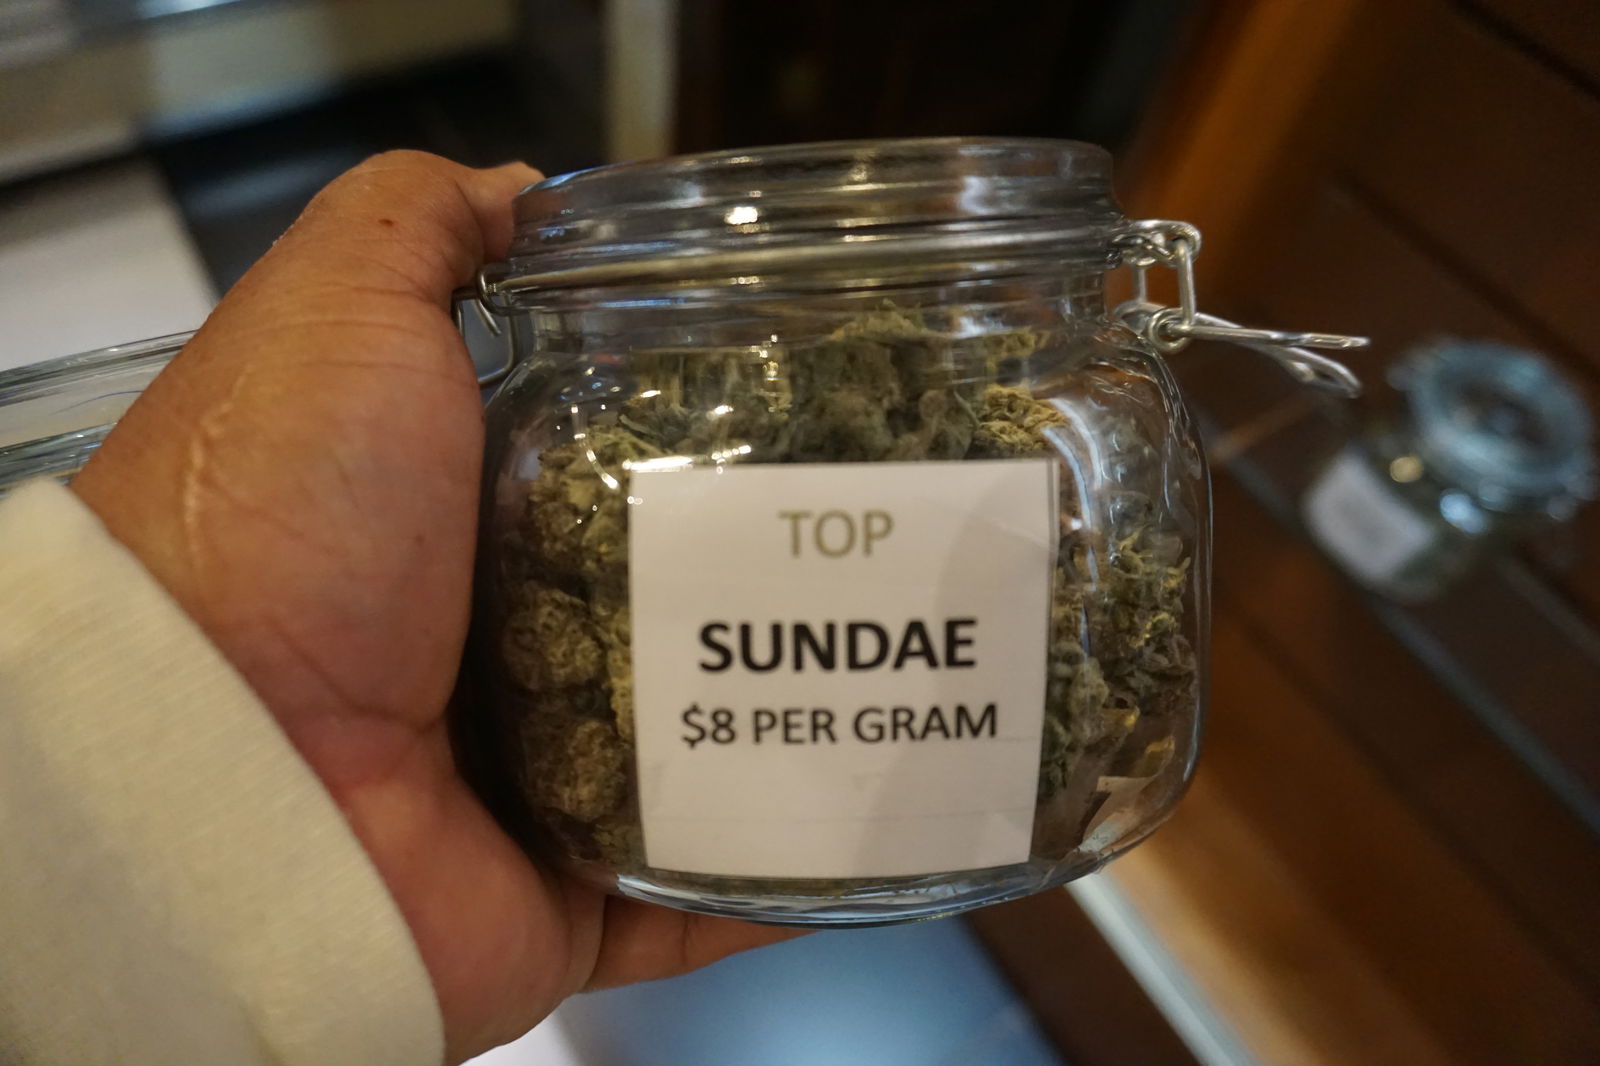 TOP
SUNDAE
$8 PER GRAM